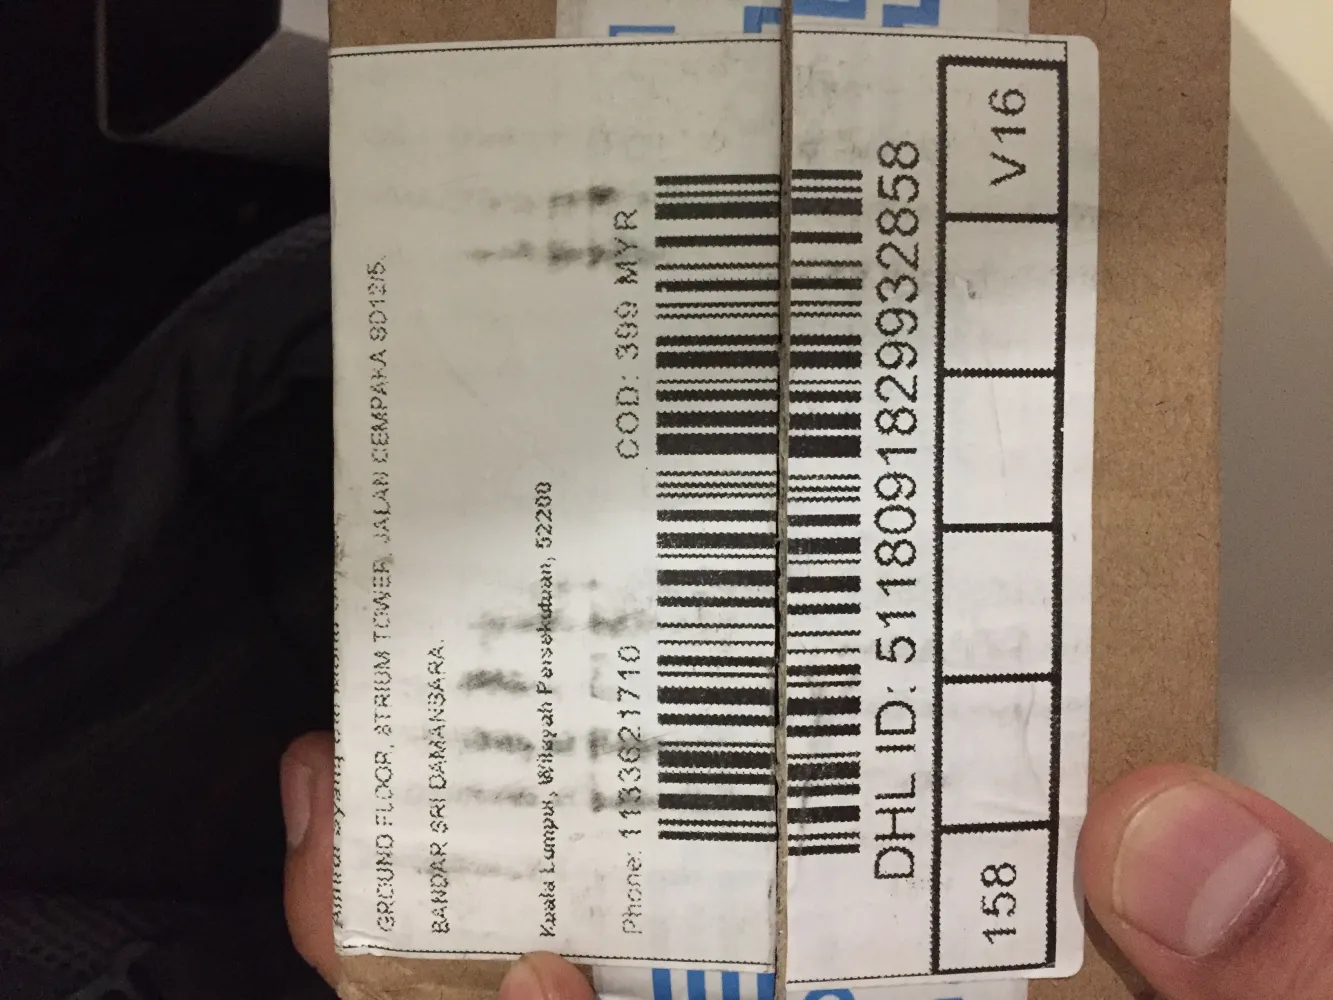 GROUND FLOOR, ATRIUM TOWER, JALAN CEMPAKA SD12/5,
BANDAR SRI DAMANSARA.
Kuala Lumpur, Wilayah Persekutuan, 52200
Phone: 1133621710 COD: 399 MYR
DHL ID: 5118091829932858
158 V16